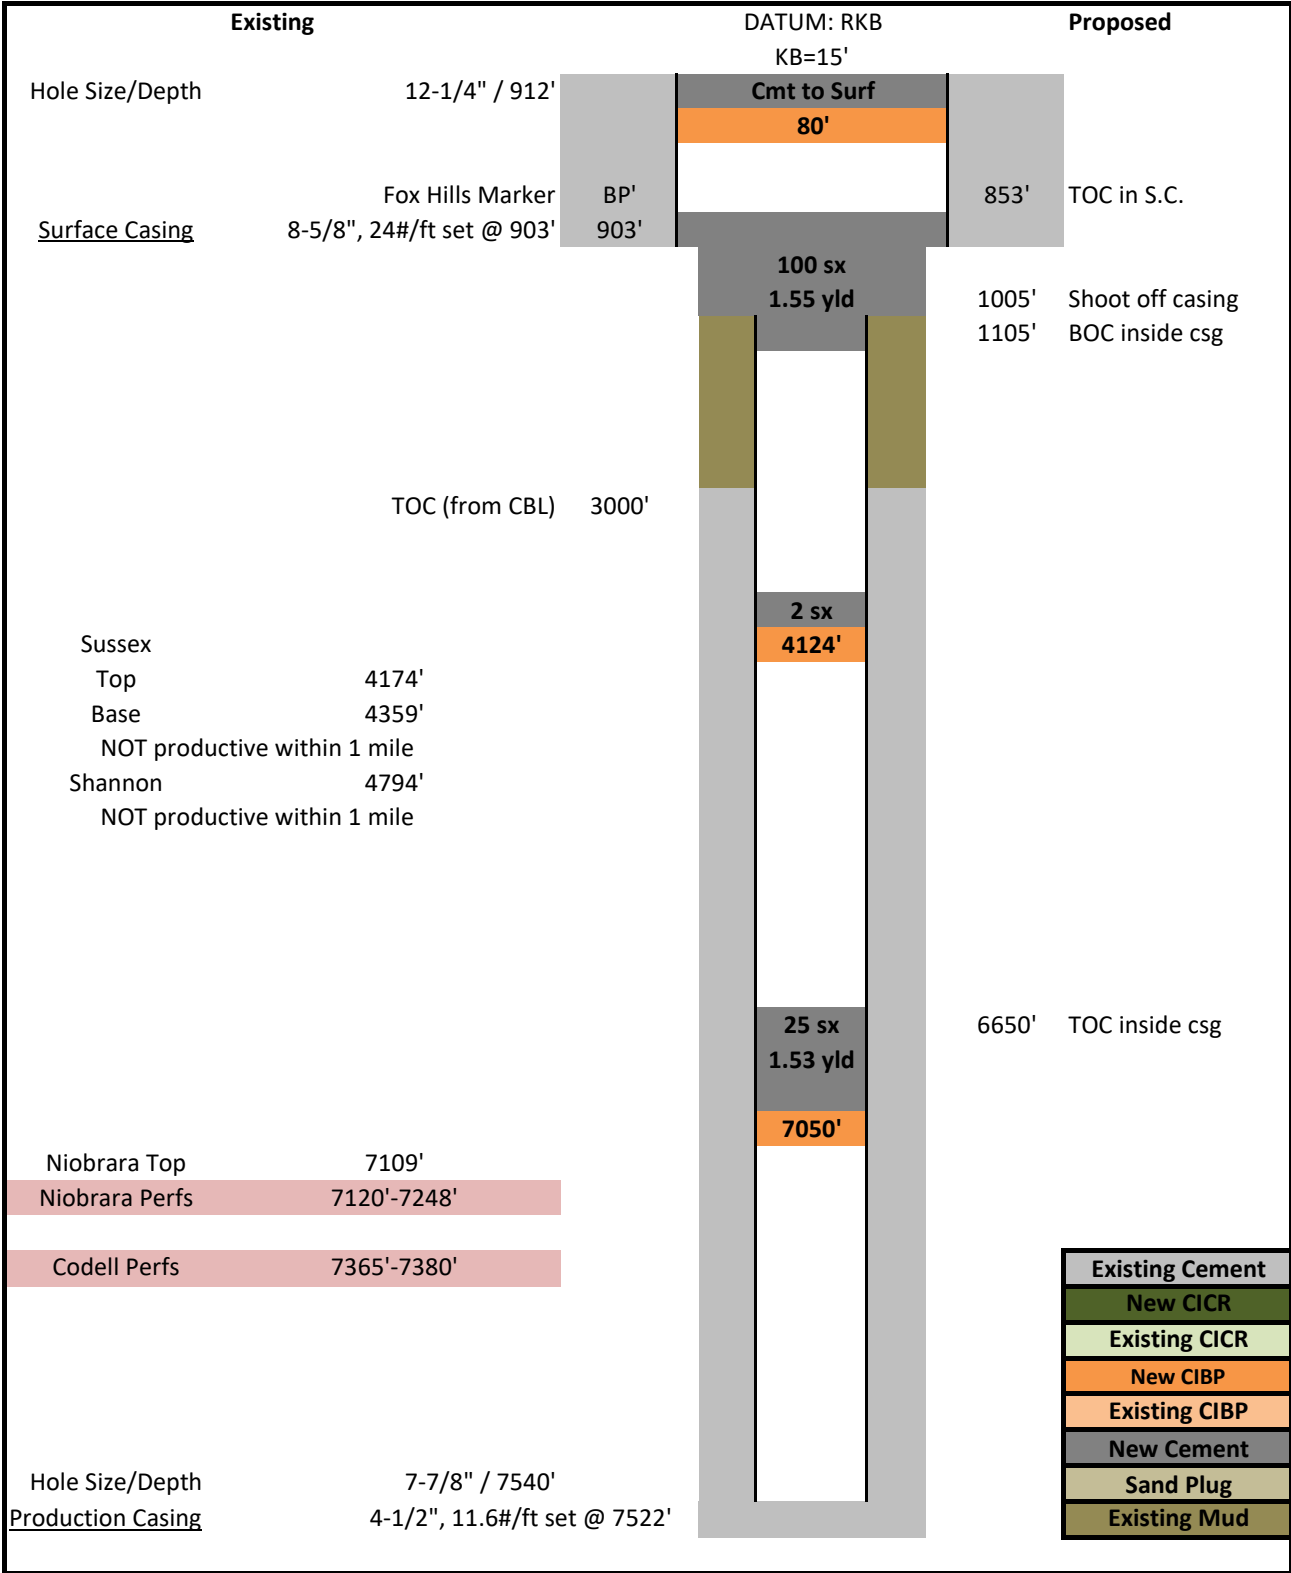 Existing DATUM: RKB Proposed
KB=15'
Hole Size/Depth 12-1/4" / 912' Cmt to Surf
80'
Fox Hills Marker BP' 853' TOC in S.C.
Surface Casing 8-5/8", 24#/ft set @ 903' 903'
100 sx
1.55 yld 1005' Shoot off casing
1105' BOC inside csg
TOC (from CBL) 3000'
2 sx
Sussex 4124'
Top 4174'
Base 4359'
NOT productive within 1 mile
Shannon 4794'
NOT productive within 1 mile
25 sx 6650' TOC inside csg
1.53 yld
7050'
Niobrara Top 7109'
Niobrara Perfs 7120'-7248'
Codell Perfs 7365'-7380'
Existing Cement
New CICR
Existing CICR
New CIBP
Existing CIBP
New Cement
Hole Size/Depth 7-7/8" / 7540' Sand Plug
Production Casing 4-1/2", 11.6#/ft set @ 7522' Existing Mud